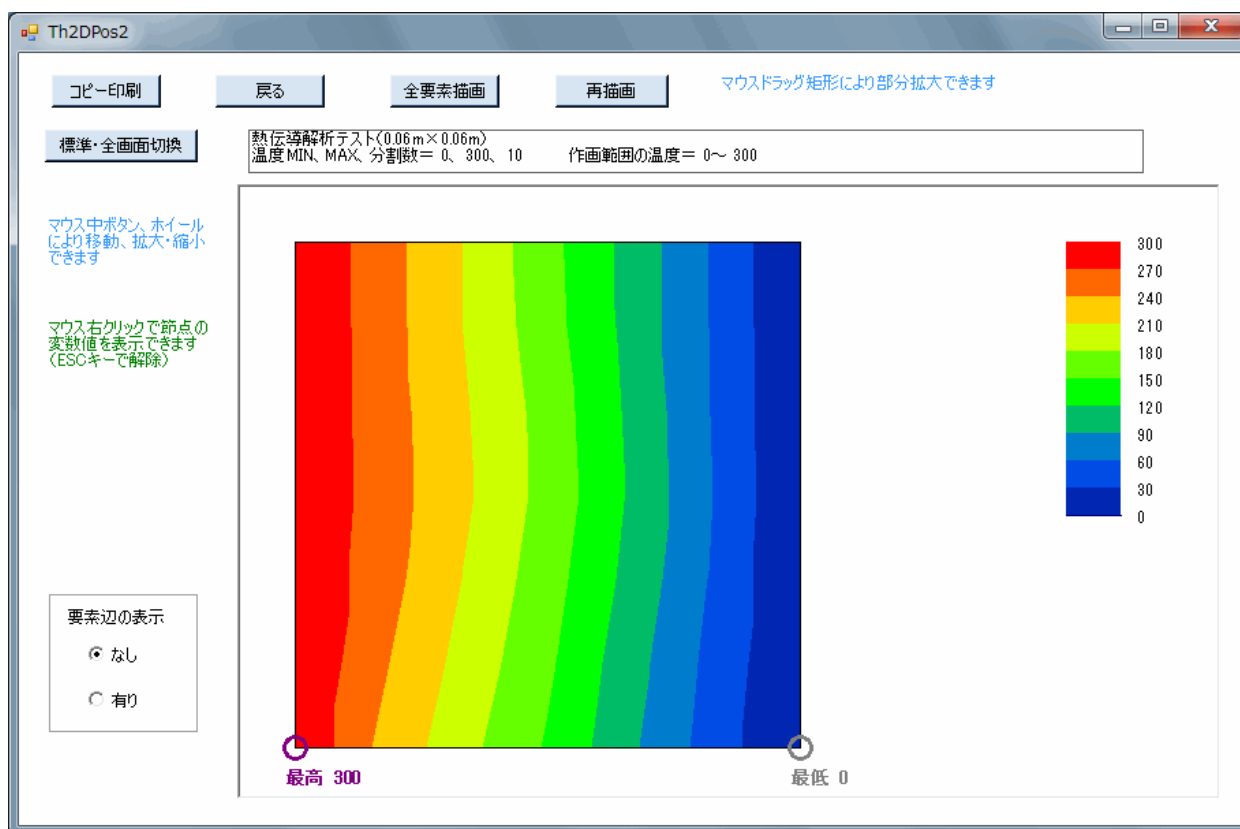 Th2DPos2
コピー印刷
戻る
全要素描画
再描画
マウスドラッグ矩形により部分拡大できます
標準・全画面切換
熱伝導解析テスト(0.06m×0.06m)
温度MIN、MAX、分割数＝ 0、300、10 作画範囲の温度＝ 0～ 300
マウス中ボタン、ホイール
により移動、拡大・縮小
できます
マウス右クリックで節点の
変数値を表示できます
(ESCキーで解除)
300
270
240
210
180
150
120
90
60
30
0
要素辺の表示
なし
有り
最高 300
最低 0